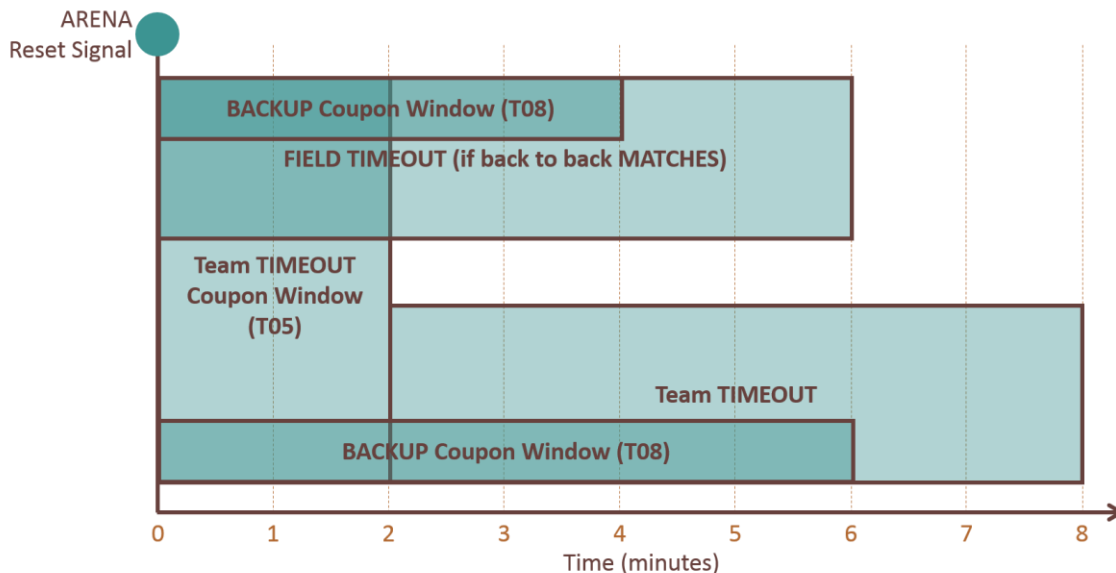 ARENA
Reset Signal
BACKUP Coupon Window (T08)
FIELD TIMEOUT (if back to back MATCHES)
Team TIMEOUT
Coupon Window
(T05)
Team TIMEOUT
BACKUP Coupon Window (T08)
0 1 2 3 4 5 6 7 8
Time (minutes)